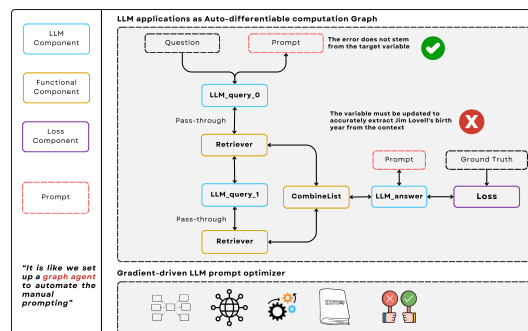 LLM
Component
Functional
Component
Loss
Component
Prompt
"It is like we set
up a graph agent
to automate the
manual
prompting"
LLM applications as Auto-differentiable computation Graph
Question
Prompt
The error does not stem
from the target variable
LLM_query_0
Pass-through
The variable must be updated to
accurately extract Jim Lovell's birth
year from the context
Retriever
Prompt
Ground Truth
LLM_query_1
CombineList
LLM_answer
Loss
Pass-through
Retriever
Gradient-driven LLM prompt optimizer